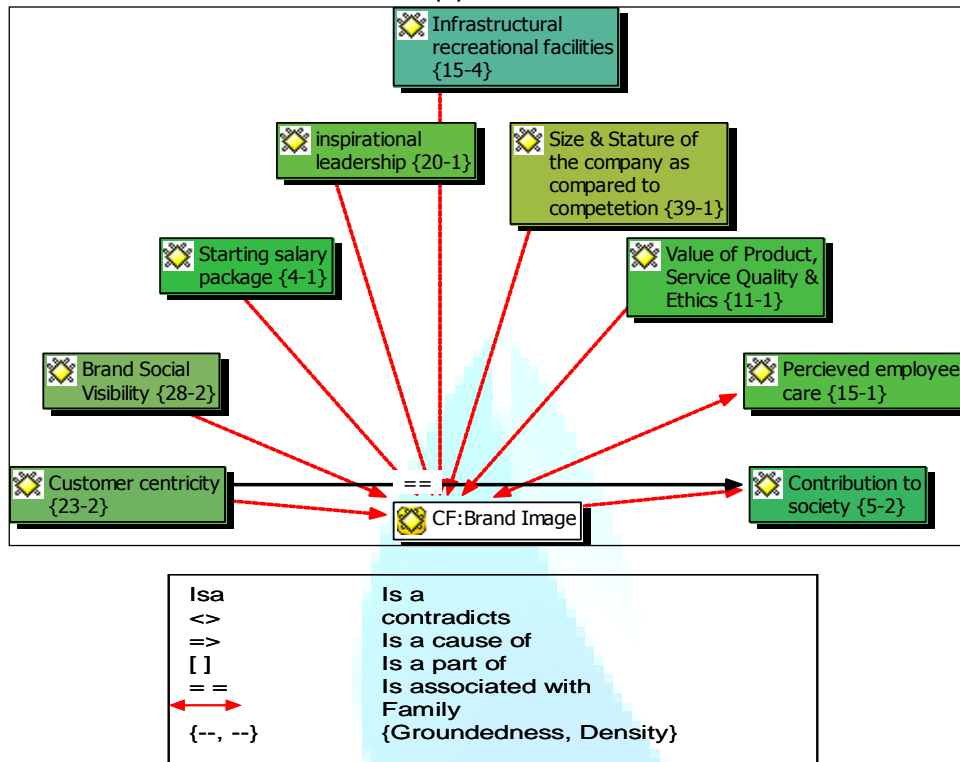 Infrastructural
recreational facilities
{15-4}
inspirational
leadership {20-1}
Size & Stature of
the company as
compared to
competetion {39-1}
Starting salary
package {4-1}
Value of Product,
Service Quality &
Ethics {11-1}
Brand Social
Visibility {28-2}
Percieved employee
care {15-1}
Customer centricity
{23-2}
==
Contribution to
society {5-2}
CF:Brand Image
Isa Is a
<> contradicts
=> Is a cause of
[ ] Is a part of
= = Is associated with
Family
{--, --} {Groundedness, Density}